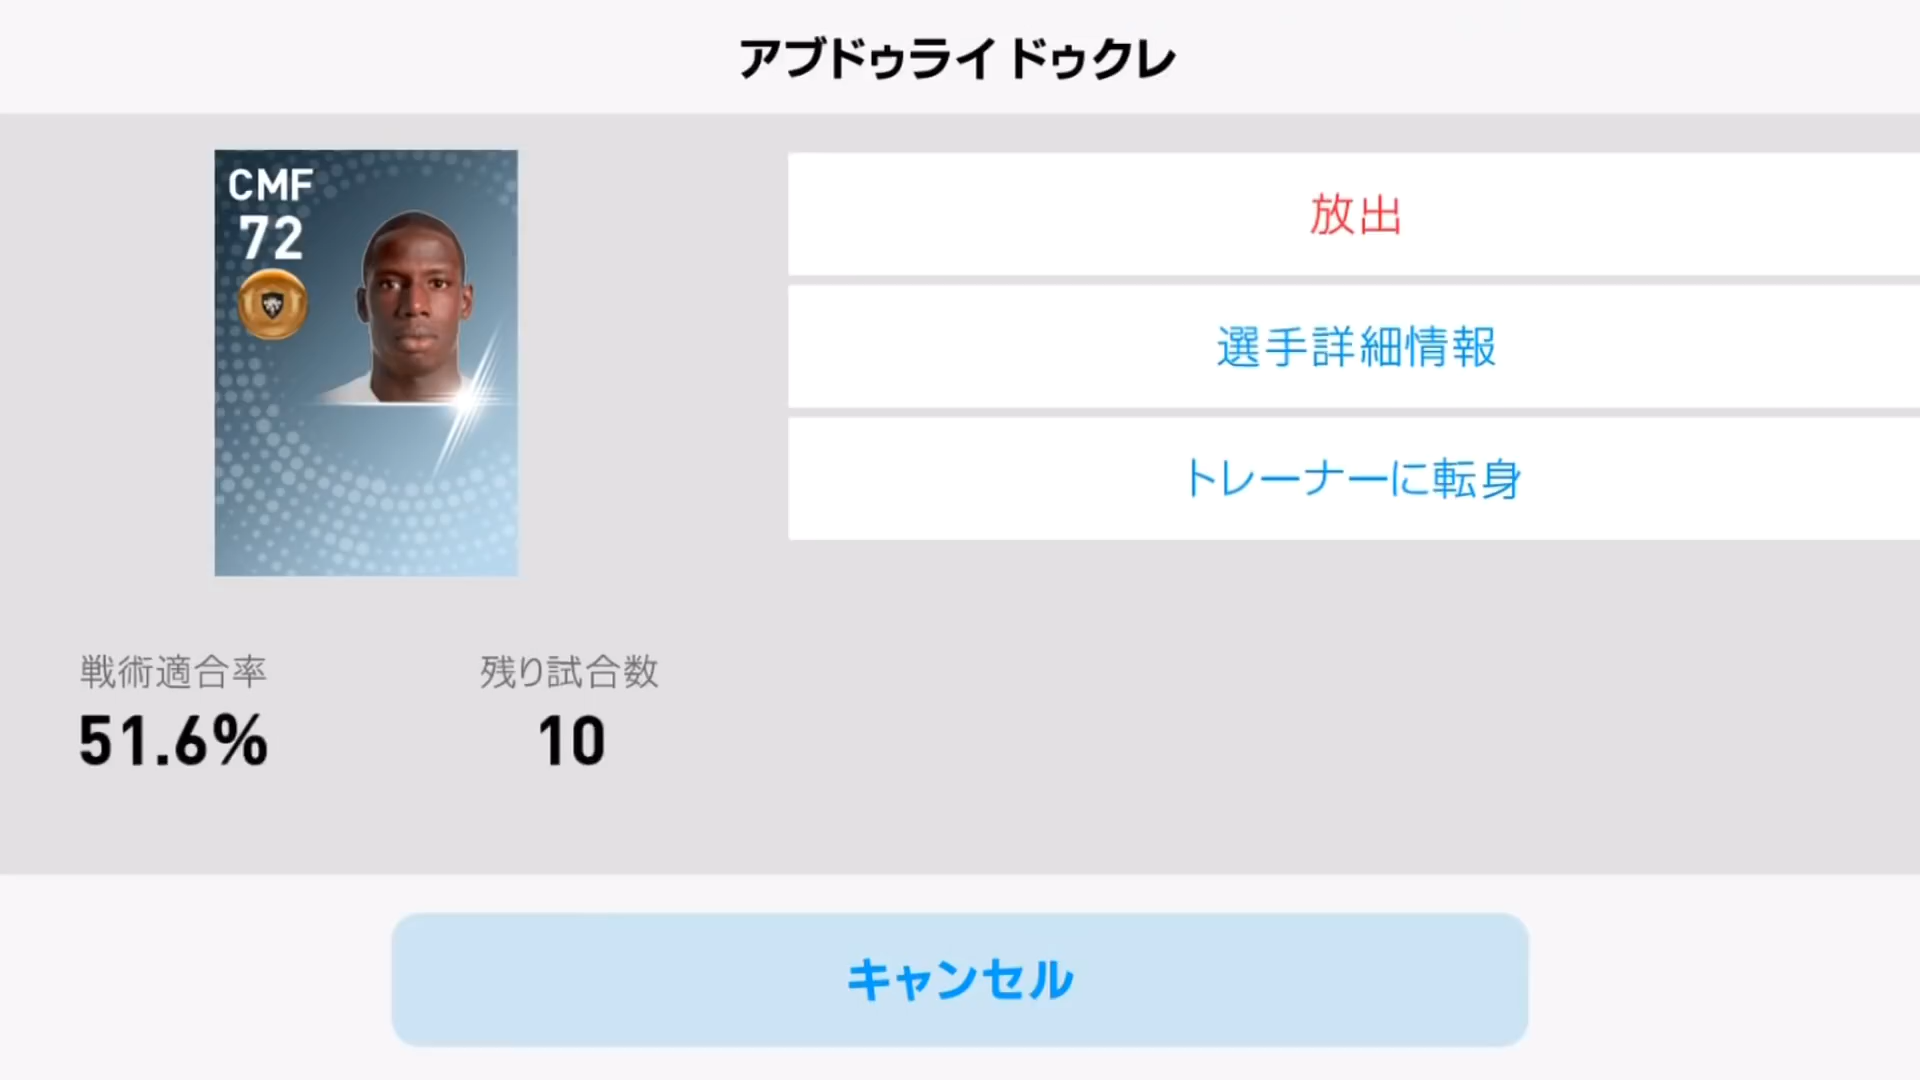 アブドゥライ ドゥクレ
CMF
72
放出
選手詳細情報
トレーナーに転身
戦術適合率
51.6%
残り試合数
10
キャンセル